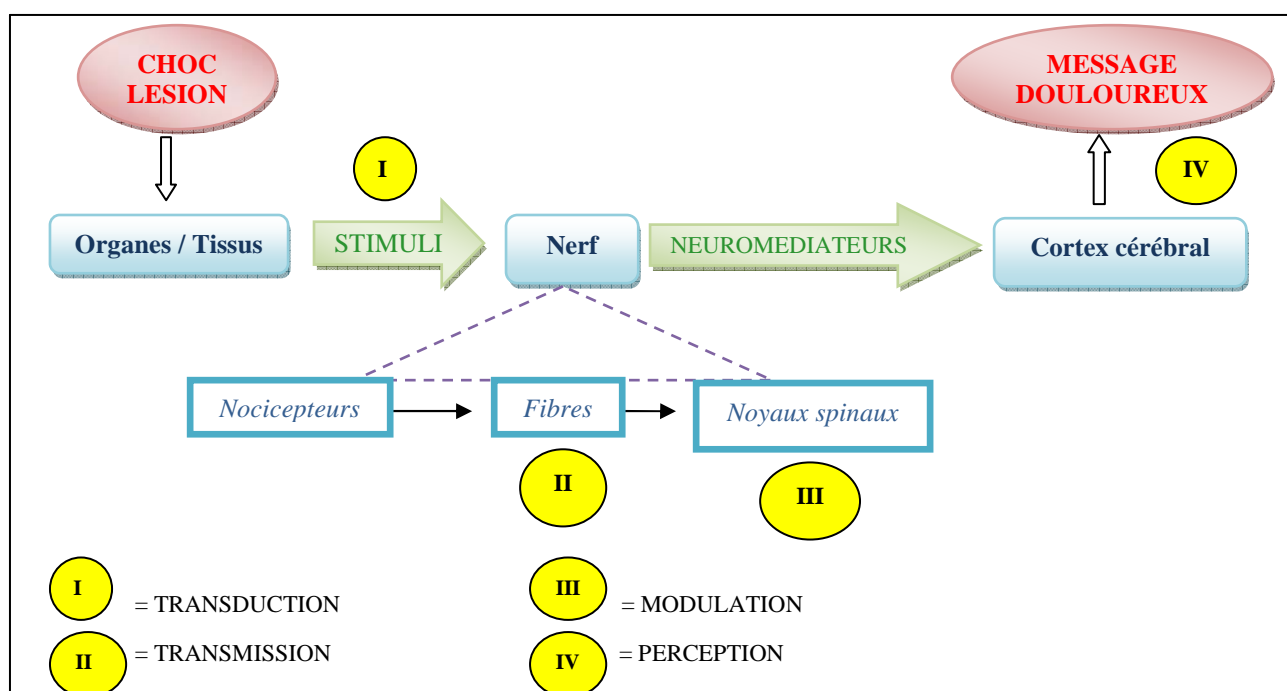 CHOC
LESION
MESSAGE
DOULOUREUX
I
IV
Organes / Tissus
STIMULI
Nerf
NEUROMEDIATEURS
Cortex cérébral
Nocicepteurs
Fibres
Noyaux spinaux
II
III
I = TRANSDUCTION
III = MODULATION
II = TRANSMISSION
IV = PERCEPTION